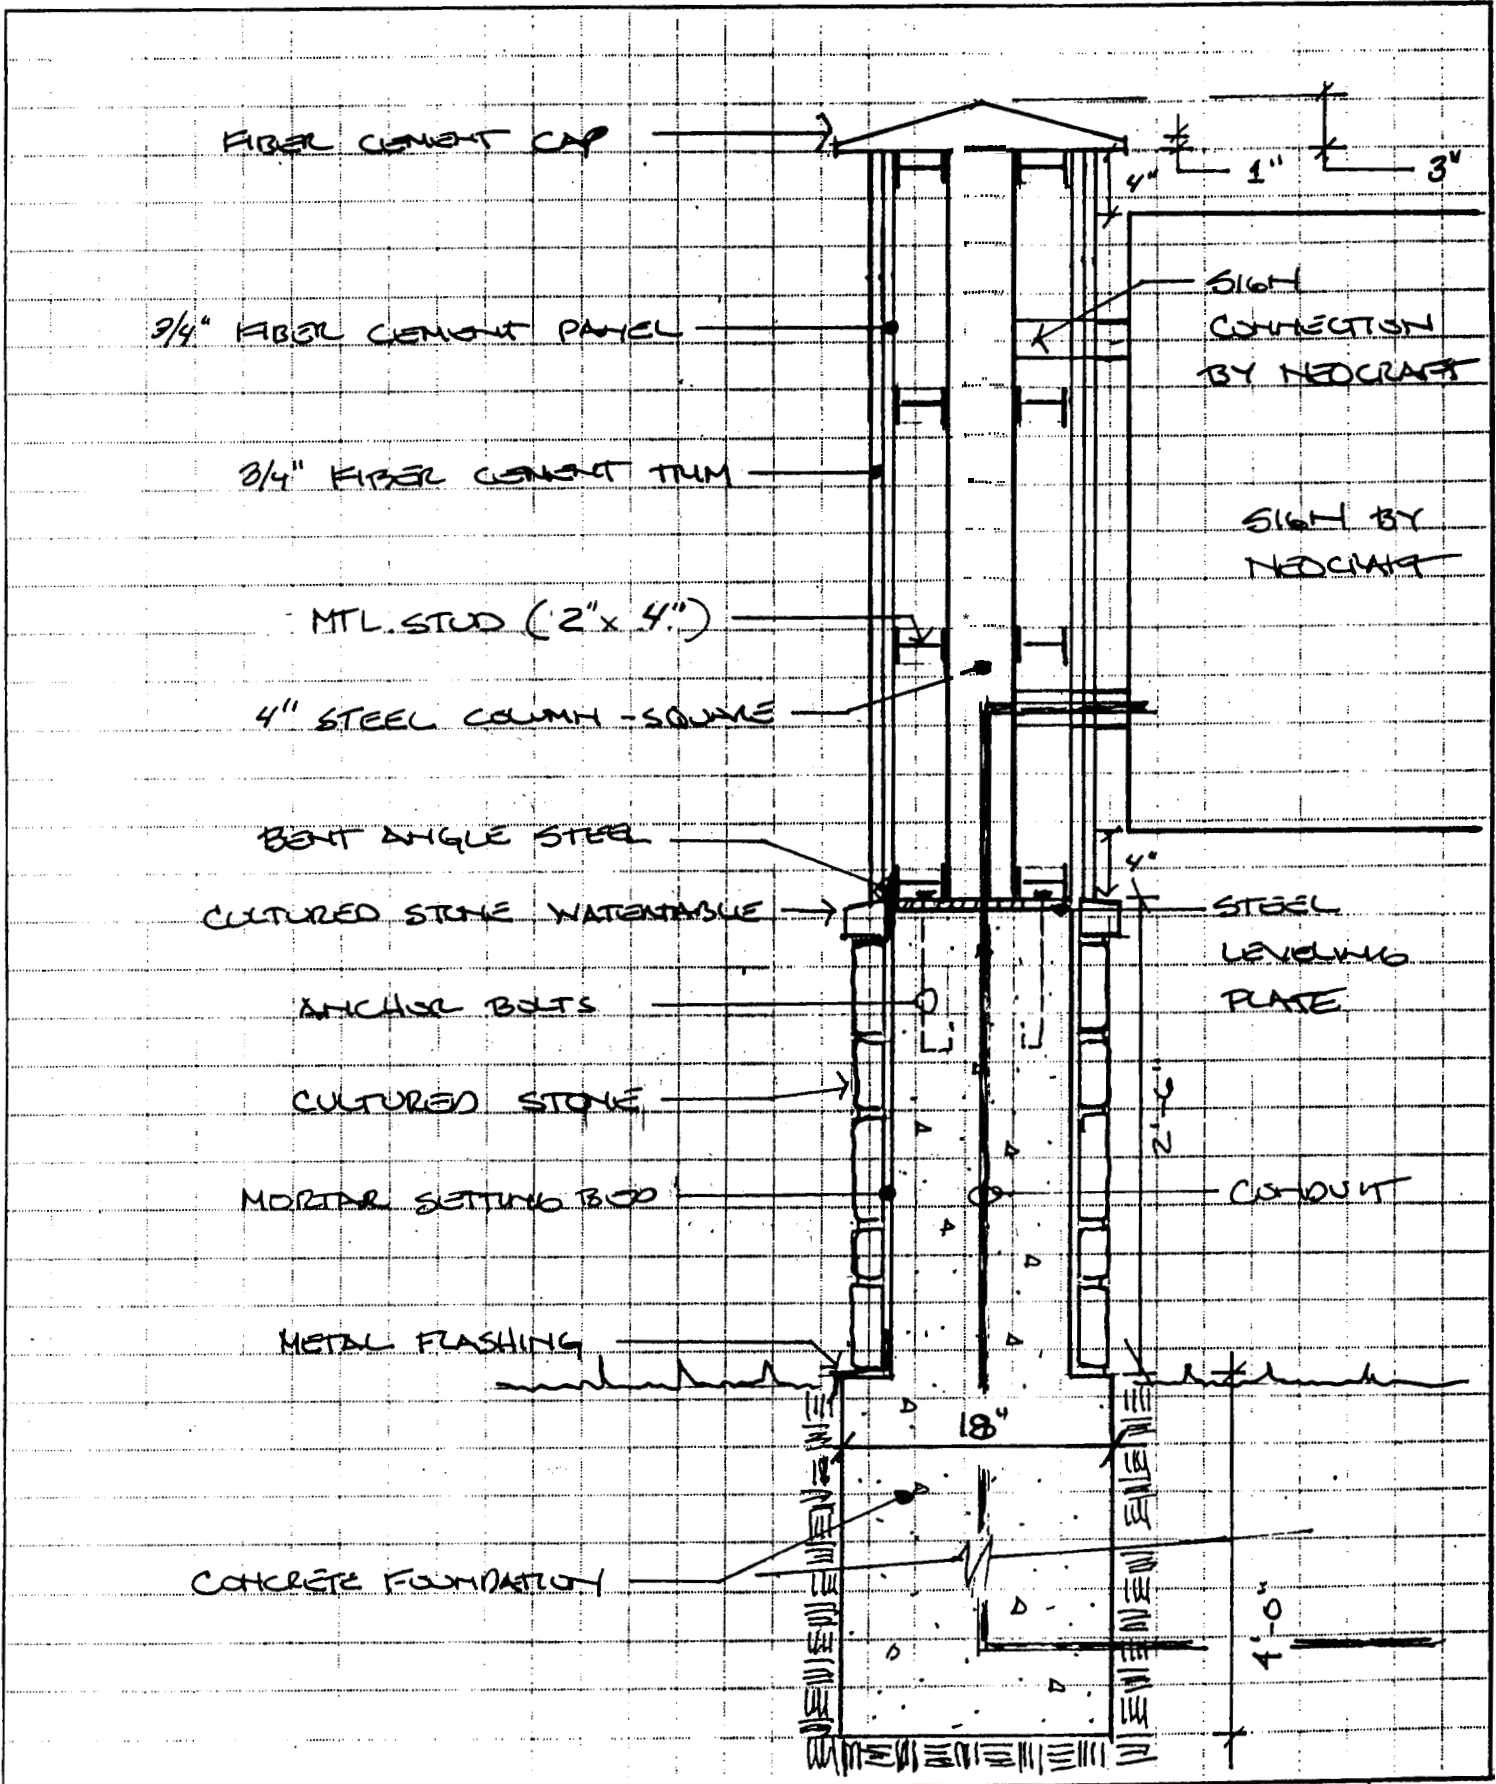 FIBER CEMENT CAP
4"
1"
3"
SIGN
CONNECTION
BY NEOCRAFT
3/4" FIBER CEMENT PANEL
3/4" FIBER CEMENT TRIM
SIGN BY
NEOCRAFT
MTL. STUD (2" x 4")
4" STEEL COLUMN - SQUARE
BENT ANGLE STEEL
4"
CULTURED STONE WATERTABLE
STEEL
LEVELING
PLATE
ANCHOR BOLTS
CULTURED STONE
2'-6"
MORTAR SETTING BED
CONDUIT
METAL FLASHING
18"
CONCRETE FOUNDATION
4'-0"